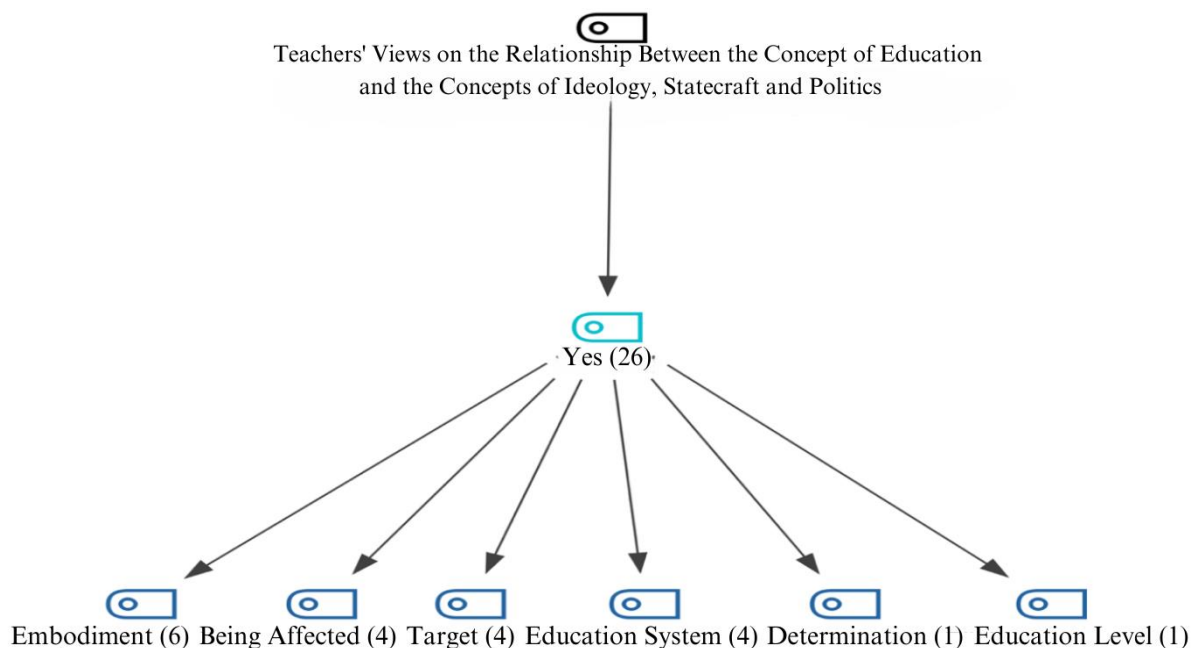 Teachers' Views on the Relationship Between the Concept of Education
and the Concepts of Ideology, Statecraft and Politics
Yes (26)
Embodiment (6) Being Affected (4) Target (4) Education System (4) Determination (1) Education Level (1)